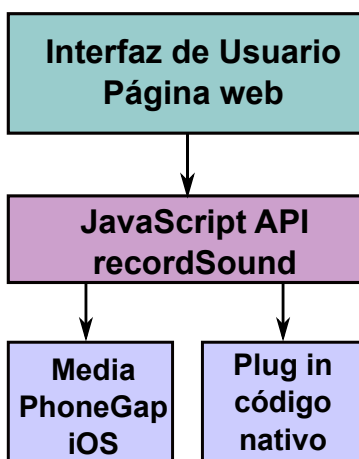 Interfaz de Usuario
Página web
JavaScript API
recordSound
Media
PhoneGap
iOS
Plug in
código
nativo